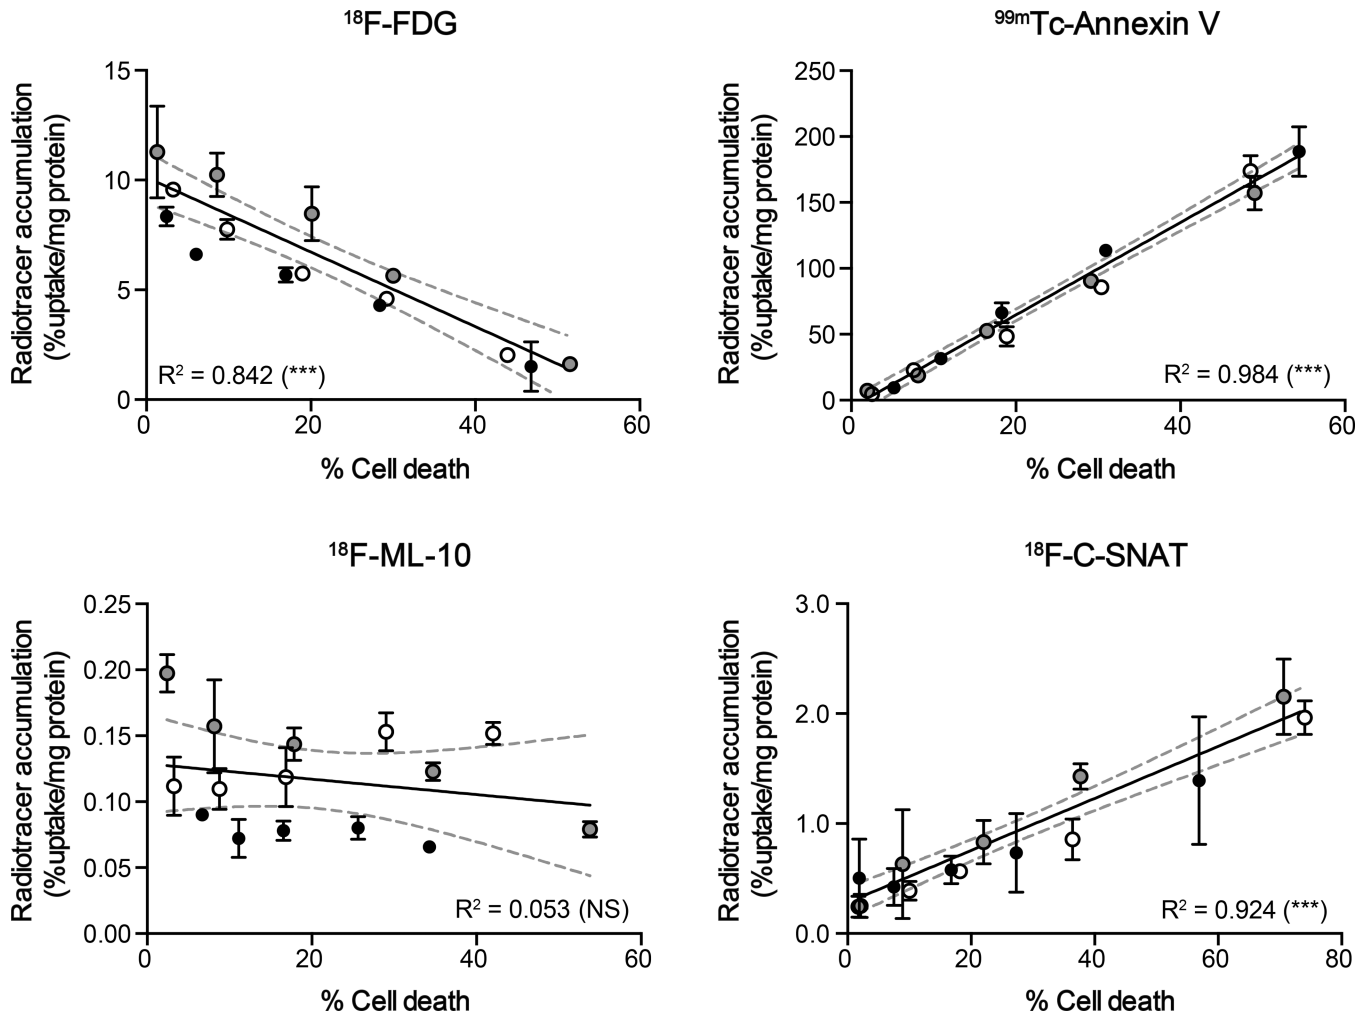 ¹⁸F-FDG
Radiotracer accumulation
(%uptake/mg protein)
15
10
5
0
R² = 0.842 (***)
0 20 40 60
% Cell death
⁹⁹ᵐTc-Annexin V
Radiotracer accumulation
(%uptake/mg protein)
250
200
150
100
50
0
R² = 0.984 (***)
0 20 40 60
% Cell death
¹⁸F-ML-10
Radiotracer accumulation
(%uptake/mg protein)
0.25
0.20
0.15
0.10
0.05
0.00
R² = 0.053 (NS)
0 20 40 60
% Cell death
¹⁸F-C-SNAT
Radiotracer accumulation
(%uptake/mg protein)
3.0
2.0
1.0
0.0
R² = 0.924 (***)
0 20 40 60 80
% Cell death